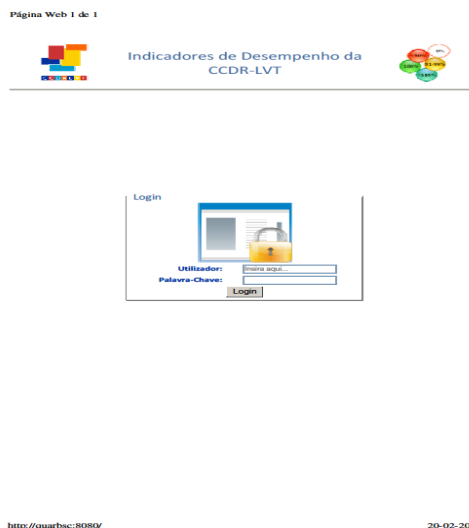 Página Web 1 de 1
Indicadores de Desempenho da
CCDR-LVT
Login
Utilizador:
Insira aqui...
Palavra-Chave:
Login
http://quarbsc:8080/
20-02-20